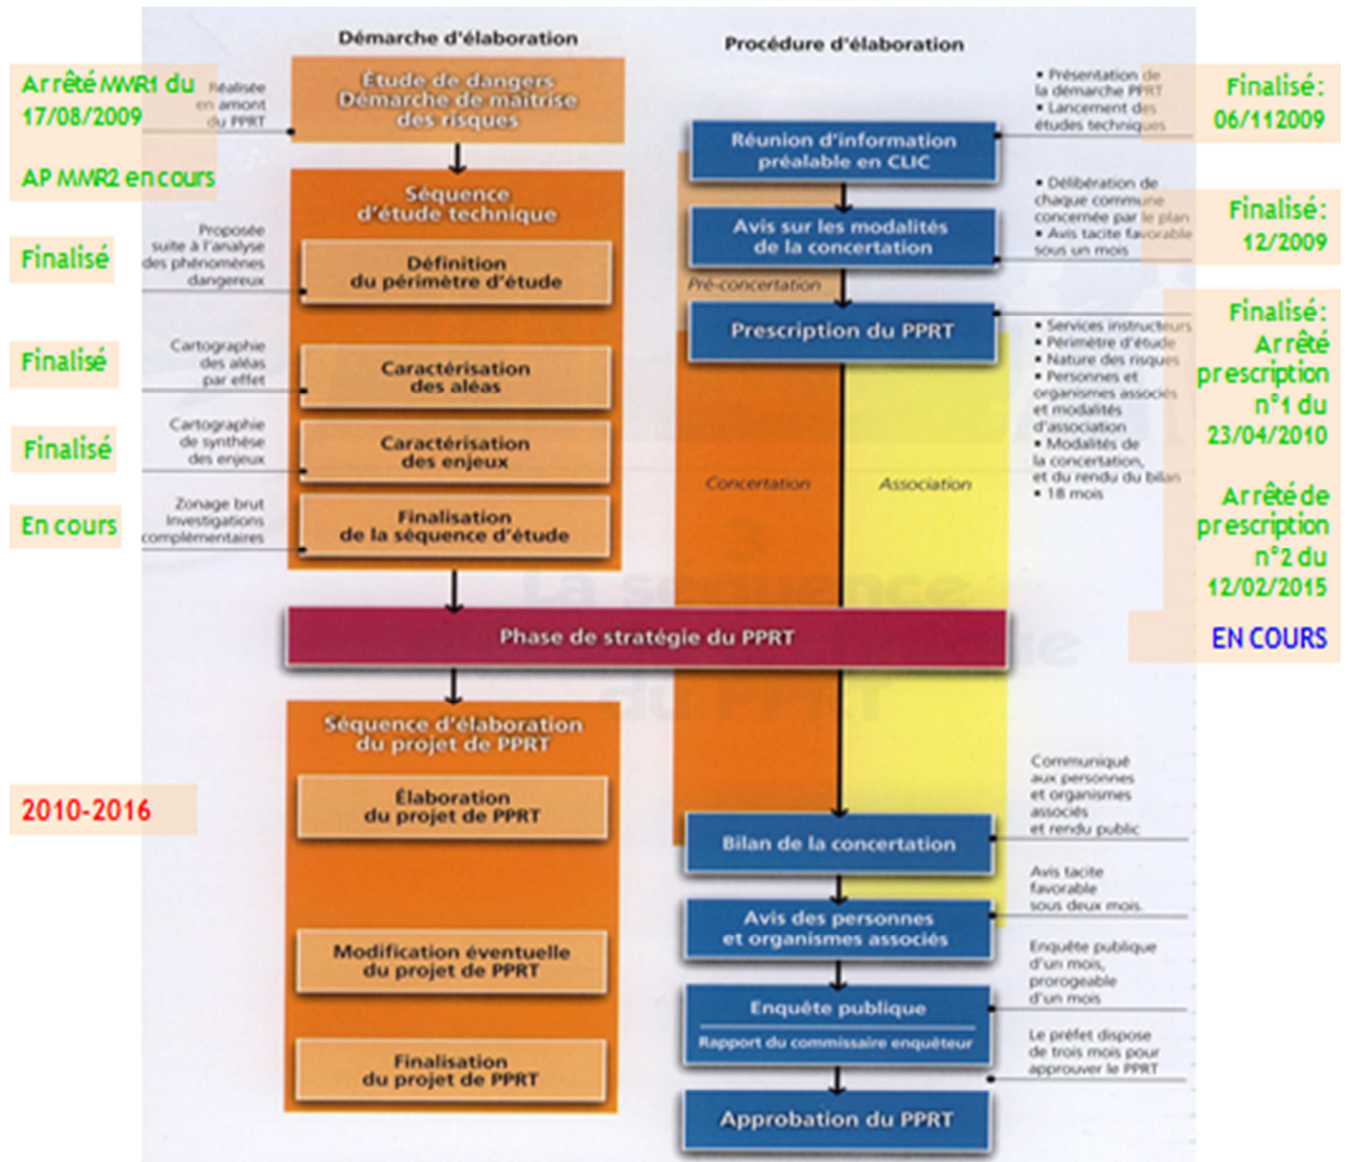 Démarche d'élaboration
Arrêté MMR1 du
17/08/2009
AP MMR2 en cours
Réalisée
en amont
du PPRT
Étude de dangers
Démarche de maîtrise
des risques
Séquence
d'étude technique
Finalisé
Proposée
suite à l'analyse
des phénomènes
dangereux
Définition
du périmètre d'étude
Finalisé
Cartographie
des aléas
par effet
Caractérisation
des aléas
Finalisé
Cartographie
de synthèse
des enjeux
Caractérisation
des enjeux
En cours
Zonage brut
Investigations
complémentaires
Finalisation
de la séquence d'étude
Procédure d'élaboration
Réunion d'information
préalable en CLIC
▪ Présentation de
la démarche PPRT
▪ Lancement des
études techniques
Finalisé:
06/112009
Avis sur les modalités
de la concertation
▪ Délibération de
chaque commune
concernée par le plan
▪ Avis tacite favorable
sous un mois
Finalisé:
12/2009
Pré-concertation
Prescription du PPRT
▪ Services instructeurs
▪ Périmètre d'étude
▪ Nature des risques
▪ Personnes et
organismes associés
et modalités
d'association
▪ Modalités de
la concertation,
et du rendu du bilan
▪ 18 mois
Finalisé:
Arrêté
prescription
n°1 du
23/04/2010
Arrêté de
prescription
n°2 du
12/02/2015
Concertation
Association
3
La séquence
du PPRT
Phase de stratégie du PPRT
EN COURS
Séquence d'élaboration
du projet de PPRT
2010-2016
Élaboration
du projet de PPRT
Modification éventuelle
du projet de PPRT
Finalisation
du projet de PPRT
Bilan de la concertation
Communiqué
aux personnes
et organismes
associés
et rendu public
Avis des personnes
et organismes associés
Avis tacite
favorable
sous deux mois.
Enquête publique
Rapport du commissaire enquêteur
Enquête publique
d'un mois,
prorogeable
d'un mois
Le préfet dispose
de trois mois pour
approuver le PPRT
Approbation du PPRT